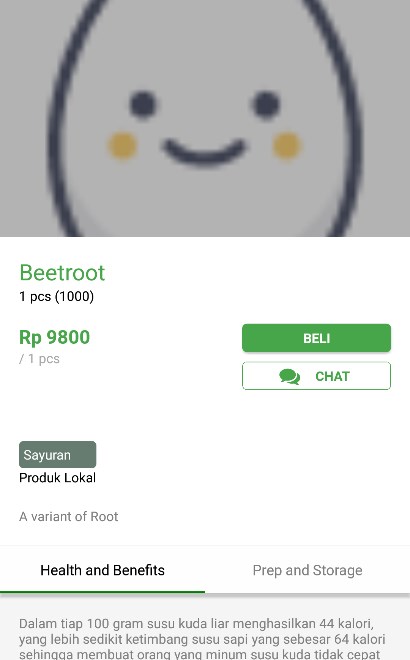 Beetroot
1 pcs (1000)
Rp 9800
/ 1 pcs
BELI
CHAT
Sayuran
Produk Lokal
A variant of Root
Health and Benefits
Prep and Storage
Dalam tiap 100 gram susu kuda liar menghasilkan 44 kalori,
yang lebih sedikit ketimbang susu sapi yang sebesar 64 kalori
sehingga membuat orang yang minum susu kuda tidak cepat